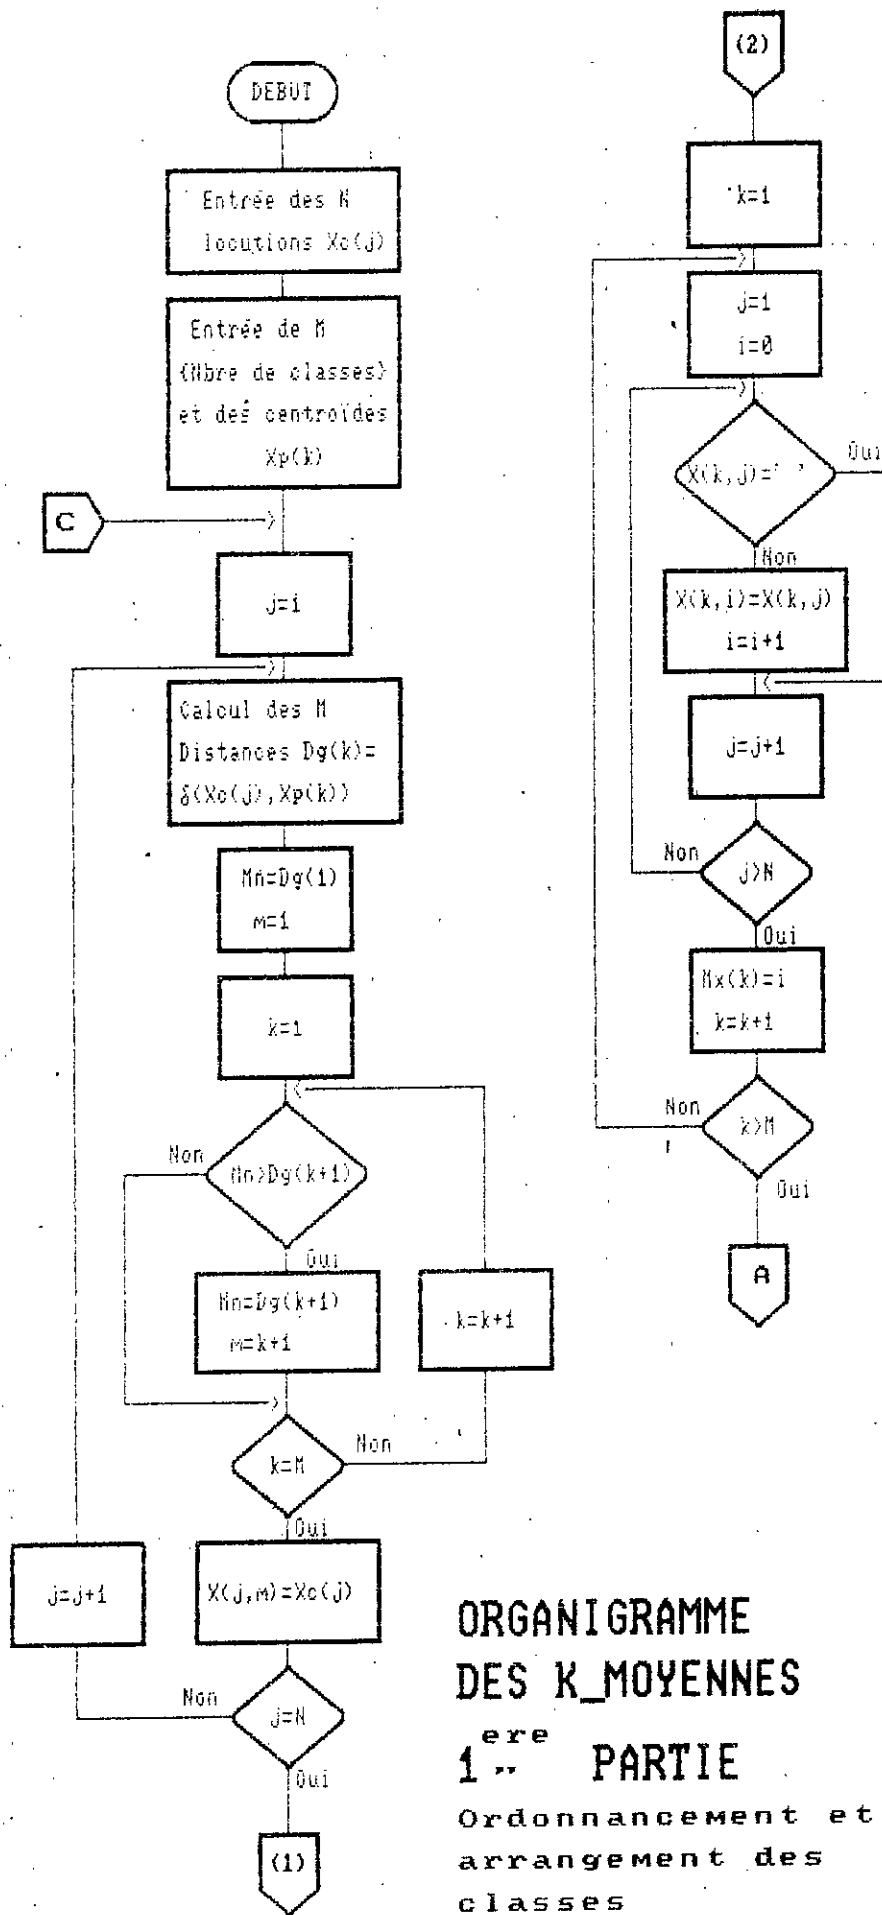 DEBUT
Entrée des N
locutions Xc(j)
Entrée de M
(Nbre de classes)
et des centroïdes
Xp(k)
C
j=1
Calcul des M
Distances Dg(k)=
δ(Xc(j),Xp(k))
Mn=Dg(1)
m=1
k=1
Non
Mn>Dg(k+1)
Oui
Mn=Dg(k+1)
m=k+1
k=k+1
k=M
Non
Oui
j=j+1
X(j,m)=Xc(j)
Non
j=N
Oui
(1)
(2)
k=1
j=1
i=0
X(k,j)=' '
Oui
Non
X(k,i)=X(k,j)
i=i+1
j=j+1
Non
j>N
Oui
Mx(k)=i
k=k+1
Non
k>M
Oui
A
ORGANIGRAMME
DES K_MOYENNES
1ere PARTIE
Ordonnancement et
arrangement des
classes